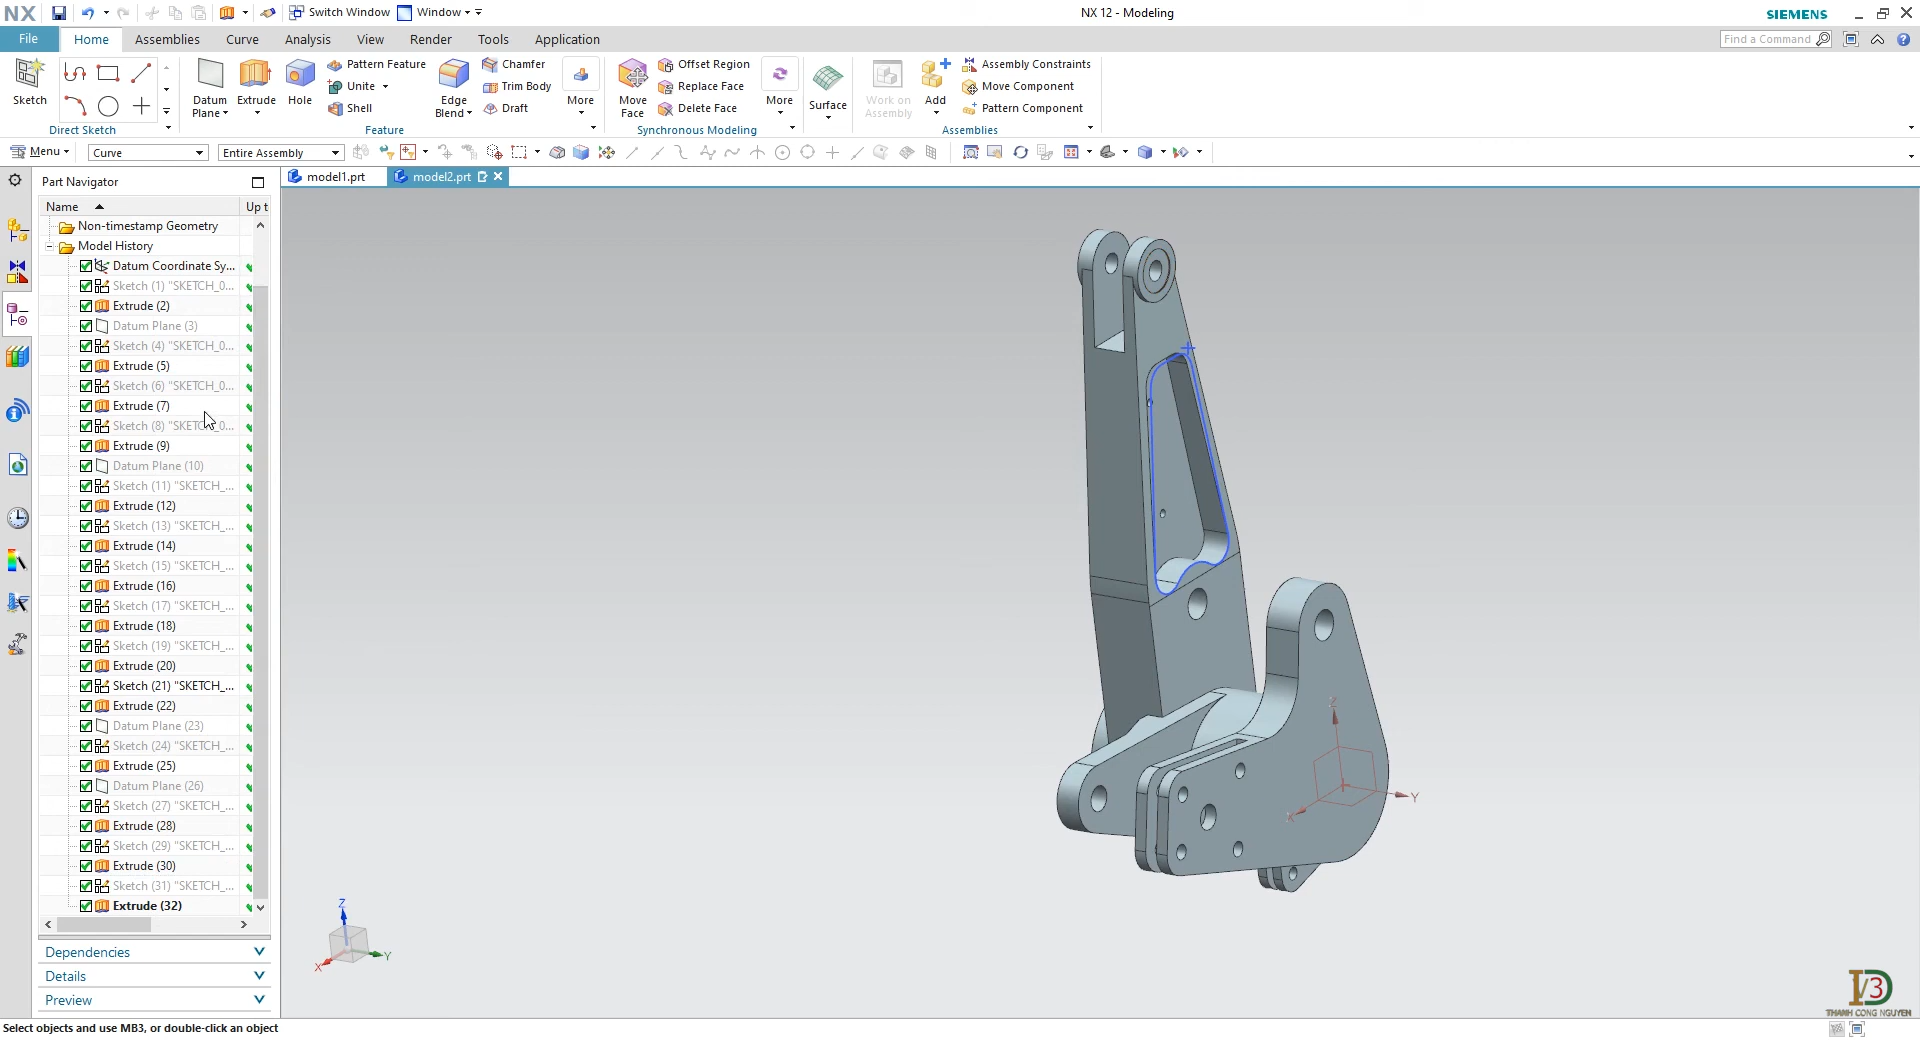 NX Switch Window Window NX 12 - Modeling SIEMENS
File Home Assemblies Curve Analysis View Render Tools Application Find a Command
Sketch
Direct Sketch
Datum Plane
Extrude
Hole
Pattern Feature
Unite
Shell
Edge Blend
Chamfer
Trim Body
Draft
More
Feature
Move Face
Offset Region
Replace Face
Delete Face
More
Synchronous Modeling
Surface
Work on Assembly
Add
Assembly Constraints
Move Component
Pattern Component
Assemblies
Menu Curve Entire Assembly
Part Navigator
model1.prt model2.prt
Name Up t
Non-timestamp Geometry
Model History
Datum Coordinate Sy...
Sketch (1) "SKETCH_0...
Extrude (2)
Datum Plane (3)
Sketch (4) "SKETCH_0...
Extrude (5)
Sketch (6) "SKETCH_0...
Extrude (7)
Sketch (8) "SKETCH_0...
Extrude (9)
Datum Plane (10)
Sketch (11) "SKETCH_...
Extrude (12)
Sketch (13) "SKETCH_...
Extrude (14)
Sketch (15) "SKETCH_...
Extrude (16)
Sketch (17) "SKETCH_...
Extrude (18)
Sketch (19) "SKETCH_...
Extrude (20)
Sketch (21) "SKETCH_...
Extrude (22)
Datum Plane (23)
Sketch (24) "SKETCH_...
Extrude (25)
Datum Plane (26)
Sketch (27) "SKETCH_...
Extrude (28)
Sketch (29) "SKETCH_...
Extrude (30)
Sketch (31) "SKETCH_...
Extrude (32)
Dependencies
Details
Preview
Z
Y
X
Z
Y
X
THANH CONG NGUYEN
Select objects and use MB3, or double-click an object